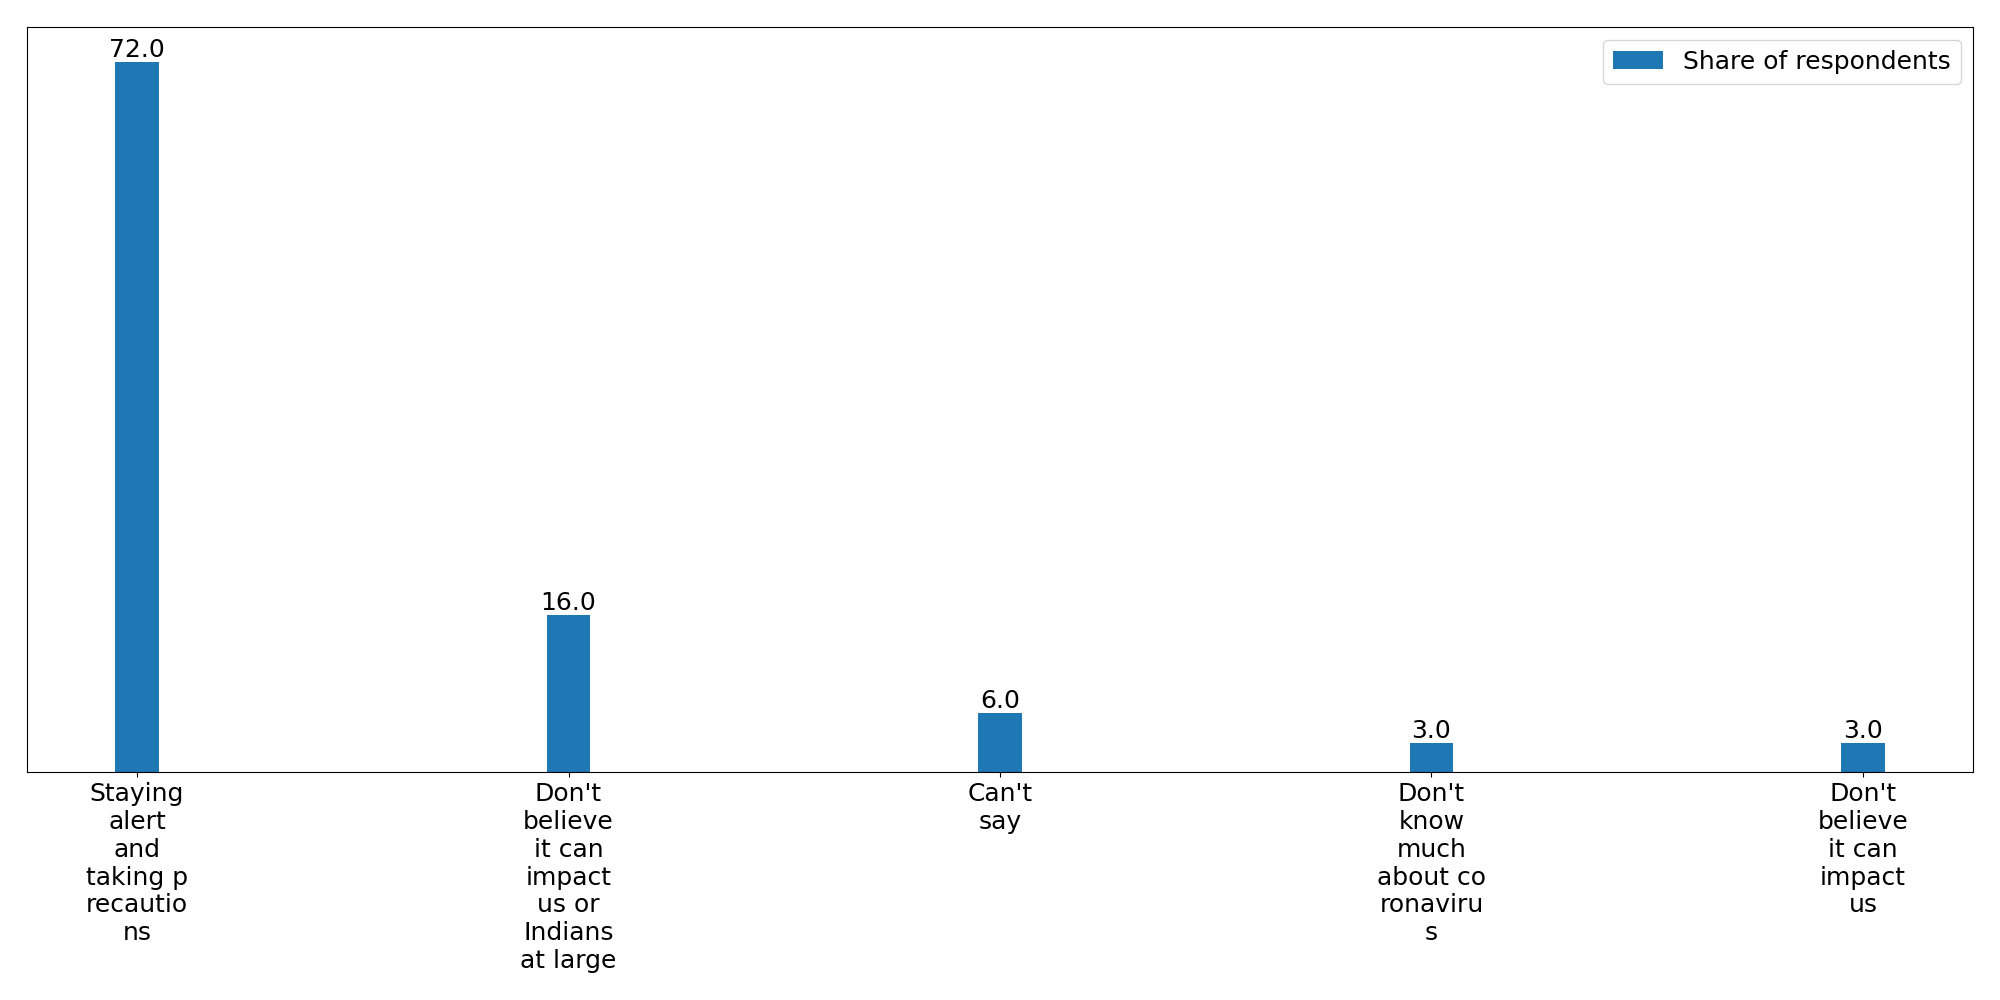 72.0
Share of respondents
16.0
6.0
3.0
3.0
Staying
alert
and
taking p
recautio
ns
Don't
believe
it can
impact
us or
Indians
at large
Can't
say
Don't
know
much
about co
ronaviru
s
Don't
believe
it can
impact
us